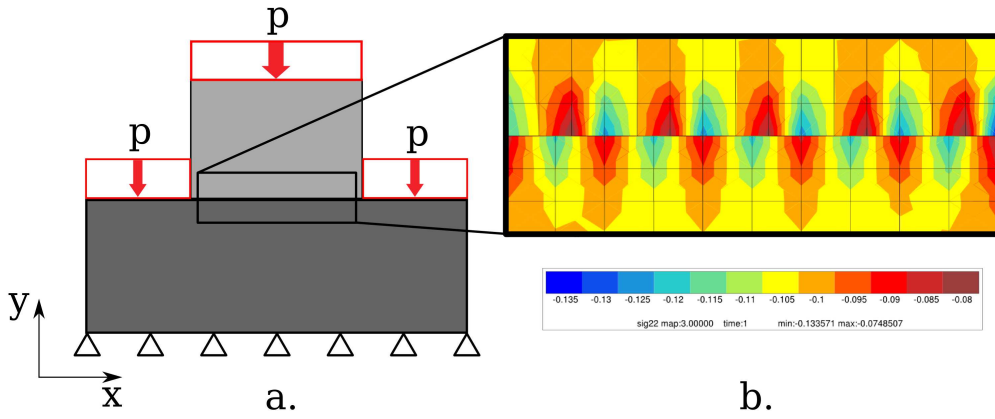 p
p
p
y
x
a.
b.
-0.135 -0.13 -0.125 -0.12 -0.115 -0.11 -0.105 -0.1 -0.095 -0.09 -0.085 -0.08
sig22 map:3.00000 time:1 min:-0.133571 max:-0.0748507